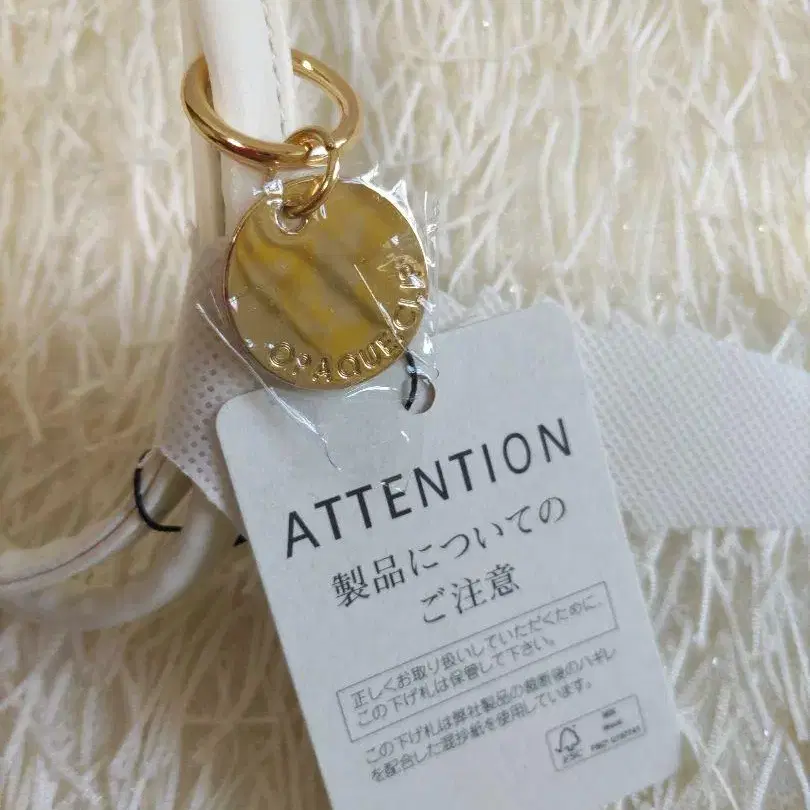 OPAQUE.CLIP
ATTENTION
製品についての
ご注意
正しくお取り扱いしていただくために、
この下げ札は保管して下さい。
この下げ札は弊社製品の裁断後のハギレ
を配合した混抄紙を使用しています。
FSC